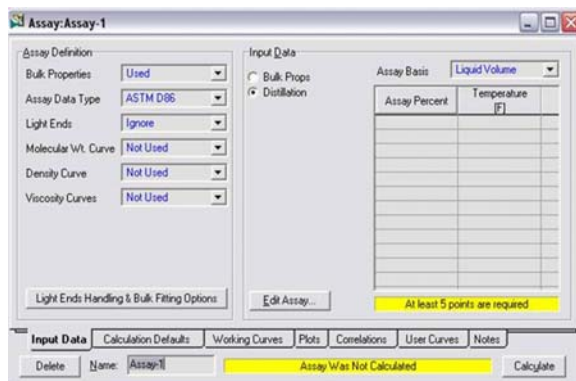 Assay:Assay-1
Assay Definition
Bulk Properties Used
Assay Data Type ASTM D86
Light Ends Ignore
Molecular Wt. Curve Not Used
Density Curve Not Used
Viscosity Curves Not Used
Light Ends Handling & Bulk Fitting Options
Input Data
Bulk Props
Distillation
Assay Basis Liquid Volume
Assay Percent Temperature
[F]
Edit Assay...
At least 5 points are required
Input Data Calculation Defaults Working Curves Plots Correlations User Curves Notes
Delete Name: Assay-1 Assay Was Not Calculated Calculate